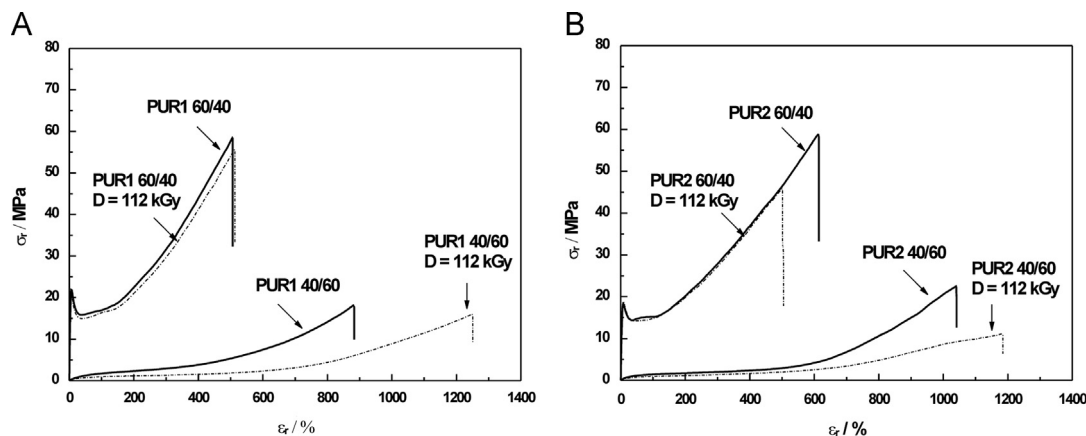 A
80
70
60
50
40
30
20
10
0
σr / MPa
PUR1 60/40
PUR1 60/40
D = 112 kGy
PUR1 40/60
PUR1 40/60
D = 112 kGy
0 200 400 600 800 1000 1200 1400
εr / %
B
80
70
60
50
40
30
20
10
0
σr / MPa
PUR2 60/40
PUR2 60/40
D = 112 kGy
PUR2 40/60
PUR2 40/60
D = 112 kGy
0 200 400 600 800 1000 1200 1400
εr / %